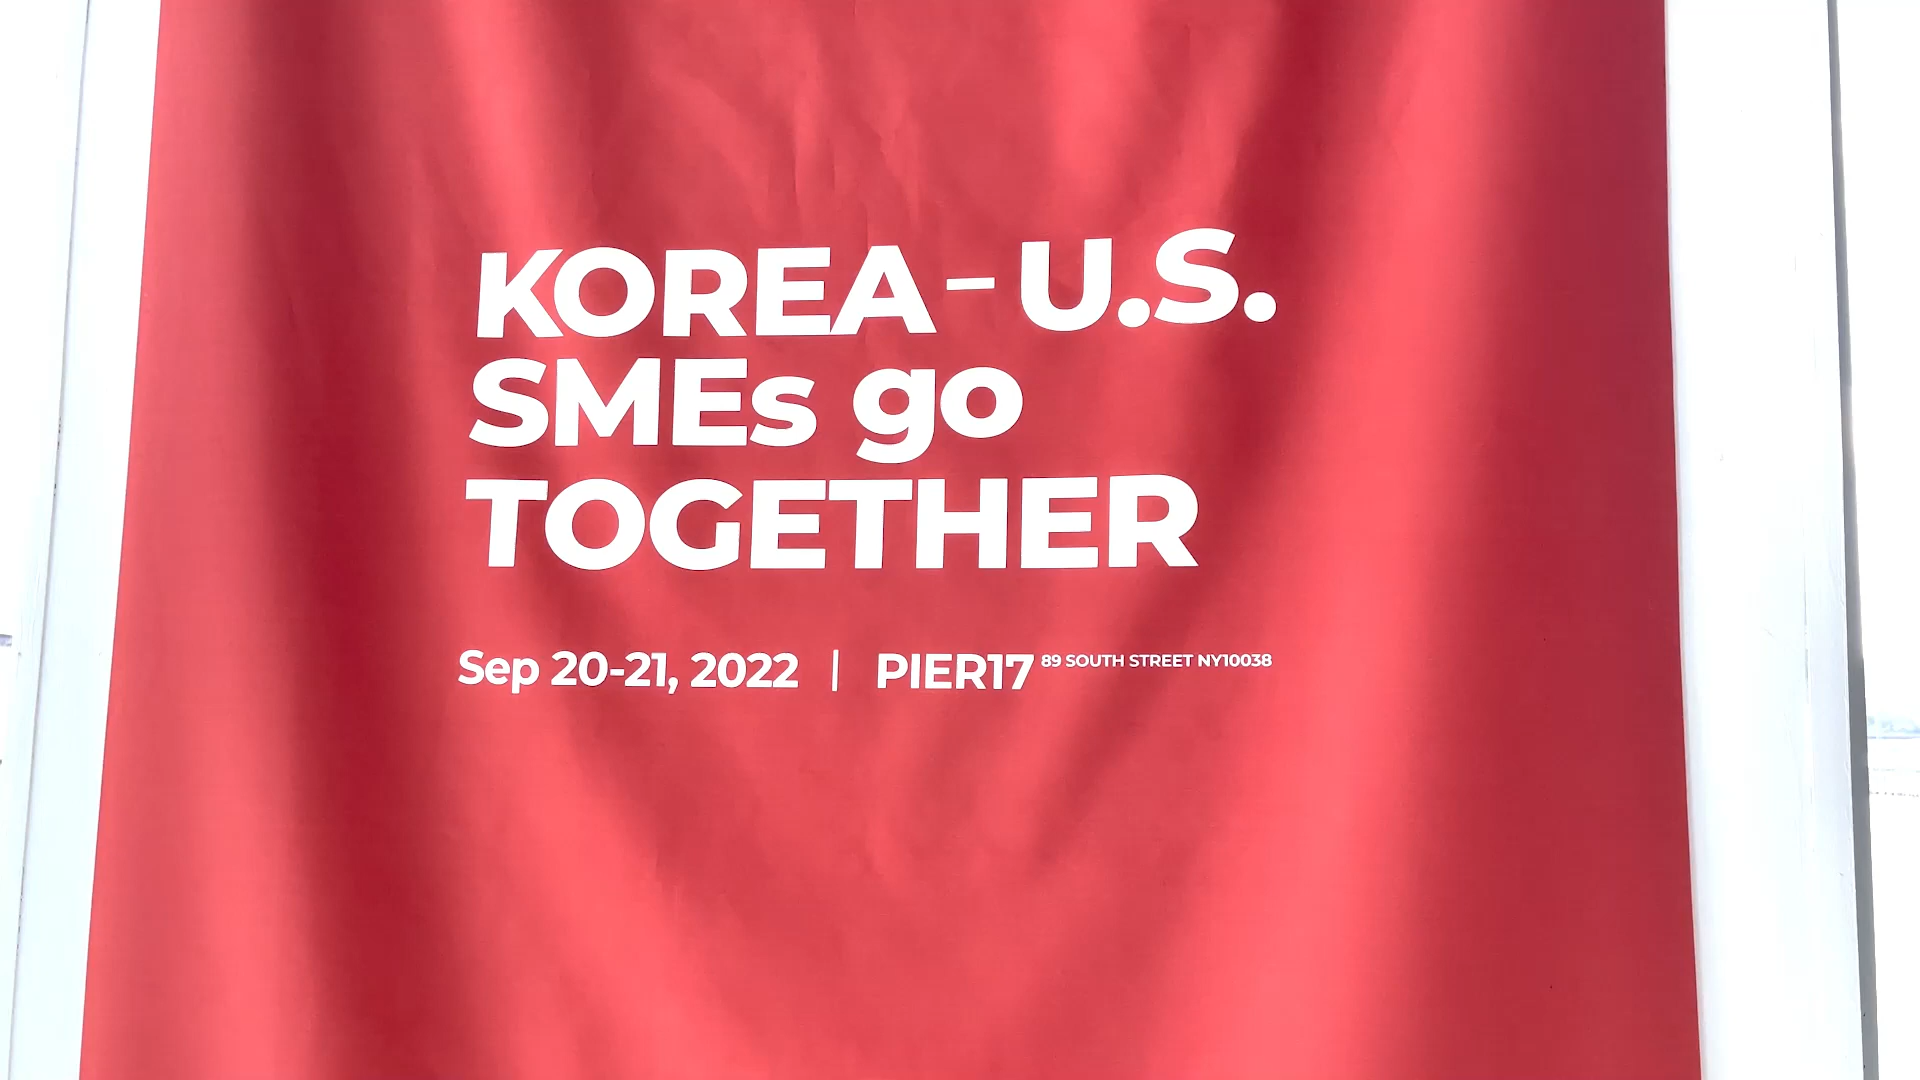 KOREA-U.S.
SMEs go
TOGETHER
Sep 20-21, 2022 | PIER17 89 SOUTH STREET NY10038